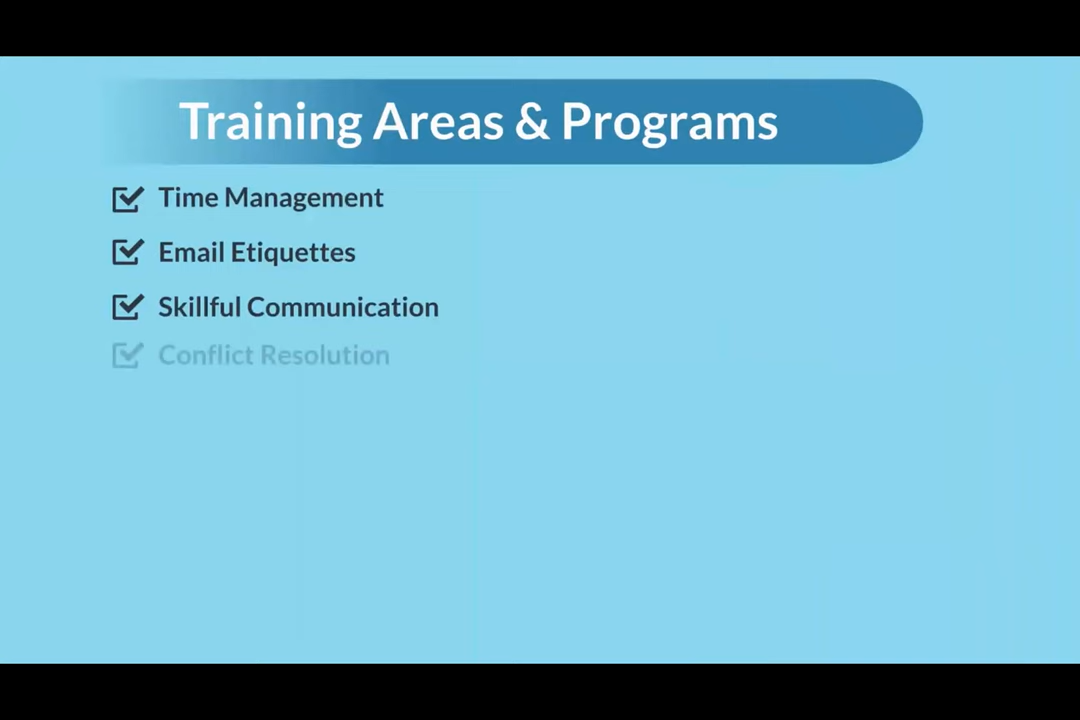 Training Areas & Programs
Time Management
Email Etiquettes
Skillful Communication
Conflict Resolution